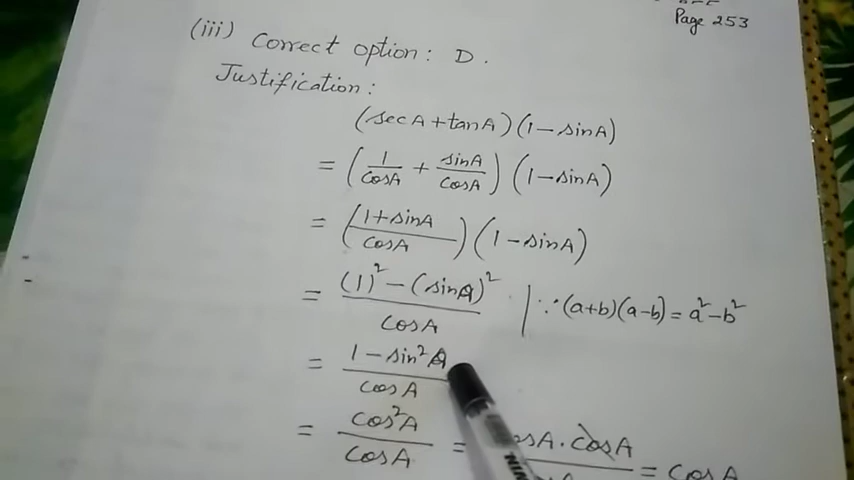 Page 253
(iii) Correct option: D.
Justification:
(secA+tanA)(1-sinA)
= (1/cosA + sinA/cosA) (1-sinA)
= (1+sinA/cosA) (1-sinA)
= (1)² - (sinA)²/cosA | ∵ (a+b)(a-b) = a²-b²
= 1-sin²A/cosA
= cos²A/cosA = cosA = cosA